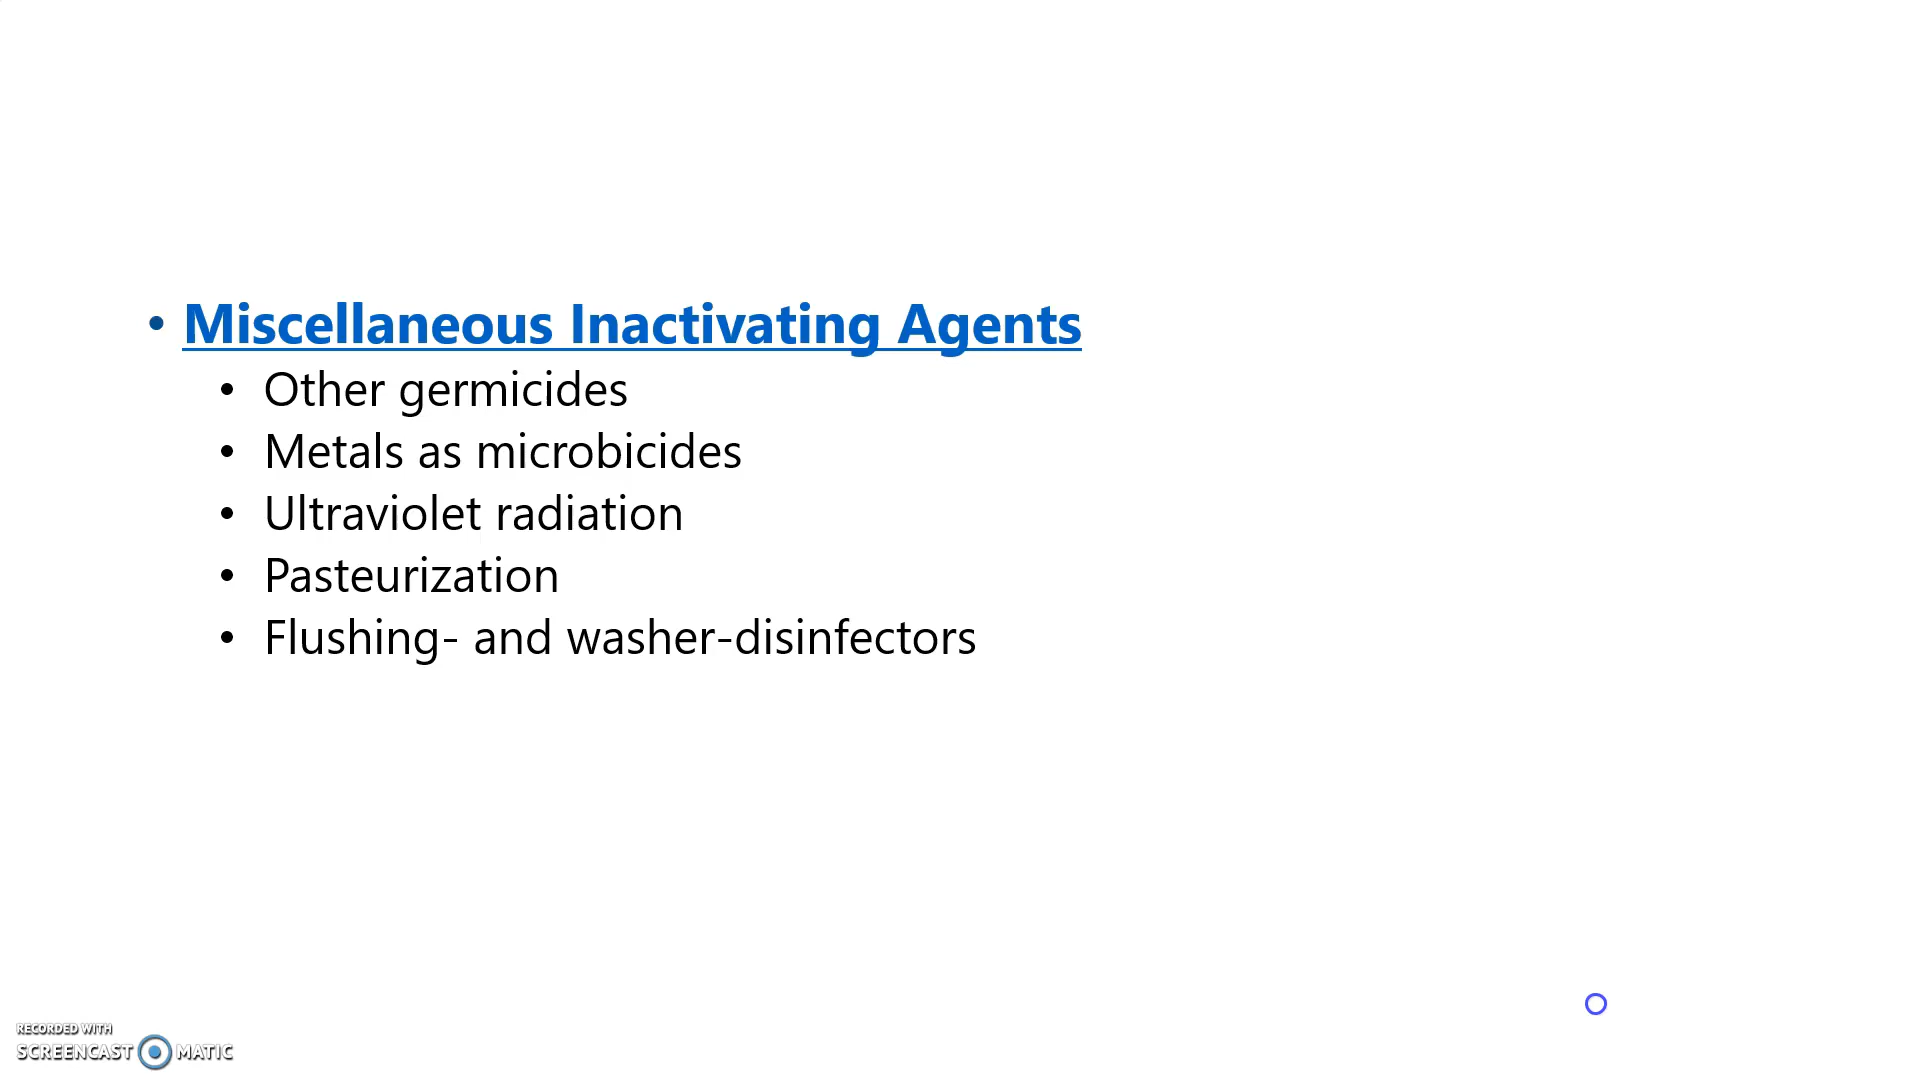 • Miscellaneous Inactivating Agents
• Other germicides
• Metals as microbicides
• Ultraviolet radiation
• Pasteurization
• Flushing- and washer-disinfectors
RECORDED WITH
SCREENCAST MATIC